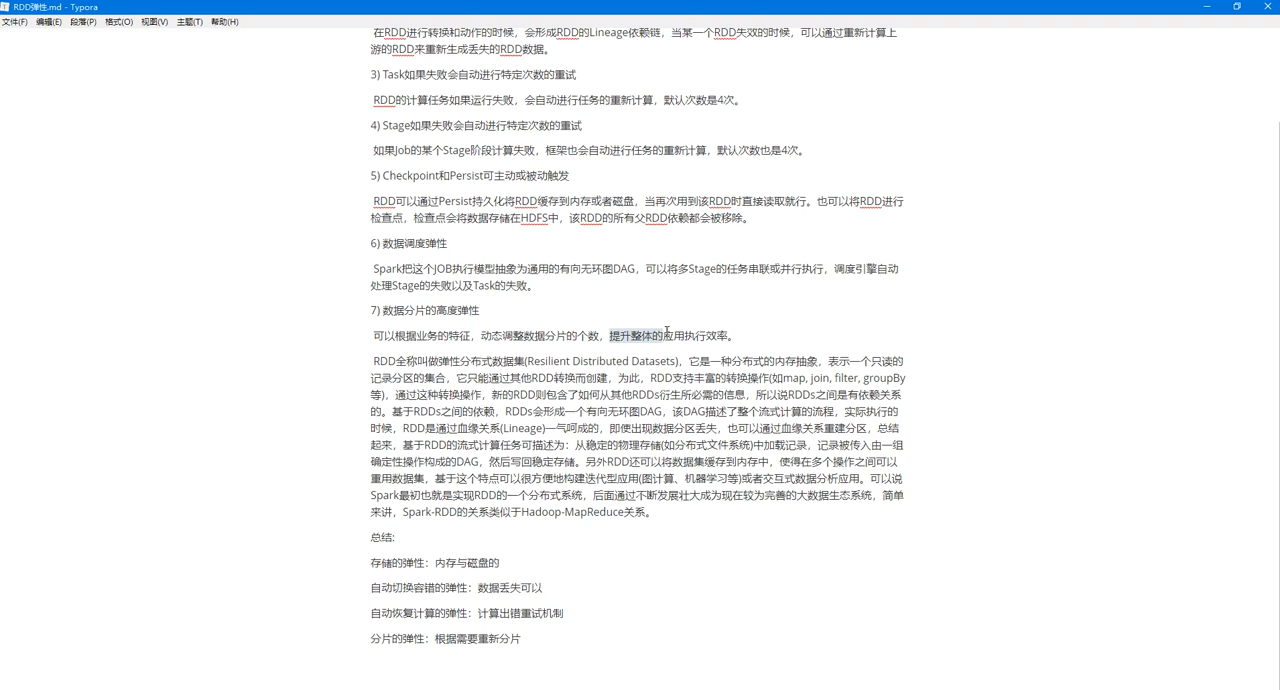 RDD弹性.md - Typora
文件(F) 编辑(E) 段落(P) 格式(O) 视图(V) 主题(T) 帮助(H)
在RDD进行转换和动作的时候，会形成RDD的Lineage依赖链，当某一个RDD失效的时候，可以通过重新计算上
游的RDD来重新生成丢失的RDD数据。
3) Task如果失败会自动进行特定次数的重试
RDD的计算任务如果运行失败，会自动进行任务的重新计算，默认次数是4次。
4) Stage如果失败会自动进行特定次数的重试
如果Job的某个Stage阶段计算失败，框架也会自动进行任务的重新计算，默认次数也是4次。
5) Checkpoint和Persist可主动或被动触发
RDD可以通过Persist持久化将RDD缓存到内存或者磁盘，当再次用到该RDD时直接读取就行。也可以将RDD进行
检查点，检查点会将数据存储在HDFS中，该RDD的所有父RDD依赖都会被移除。
6) 数据调度弹性
Spark把这个JOB执行模型抽象为通用的有向无环图DAG，可以将多Stage的任务串联或并行执行，调度引擎自动
处理Stage的失败以及Task的失败。
7) 数据分片的高度弹性
可以根据业务的特征，动态调整数据分片的个数，提升整体的应用执行效率。
RDD全称叫做弹性分布式数据集(Resilient Distributed Datasets)，它是一种分布式的内存抽象，表示一个只读的
记录分区的集合，它只能通过其他RDD转换而创建，为此，RDD支持丰富的转换操作(如map, join, filter, groupBy
等)，通过这种转换操作，新的RDD则包含了如何从其他RDDs衍生所必需的信息，所以说RDDs之间是有依赖关系
的。基于RDDs之间的依赖，RDDs会形成一个有向无环图DAG，该DAG描述了整个流式计算的流程，实际执行的
时候，RDD是通过血缘关系(Lineage)一气呵成的，即使出现数据分区丢失，也可以通过血缘关系重建分区，总结
起来，基于RDD的流式计算任务可描述为：从稳定的物理存储(如分布式文件系统)中加载记录，记录被传入由一组
确定性操作构成的DAG，然后写回稳定存储。另外RDD还可以将数据集缓存到内存中，使得在多个操作之间可以
重用数据集，基于这个特点可以很方便地构建迭代型应用(图计算、机器学习等)或者交互式数据分析应用。可以说
Spark最初也就是实现RDD的一个分布式系统，后面通过不断发展壮大成为现在较为完善的大数据生态系统，简单
来讲，Spark-RDD的关系类似于Hadoop-MapReduce关系。
总结:
存储的弹性：内存与磁盘的
自动切换容错的弹性：数据丢失可以
自动恢复计算的弹性：计算出错重试机制
分片的弹性：根据需要重新分片